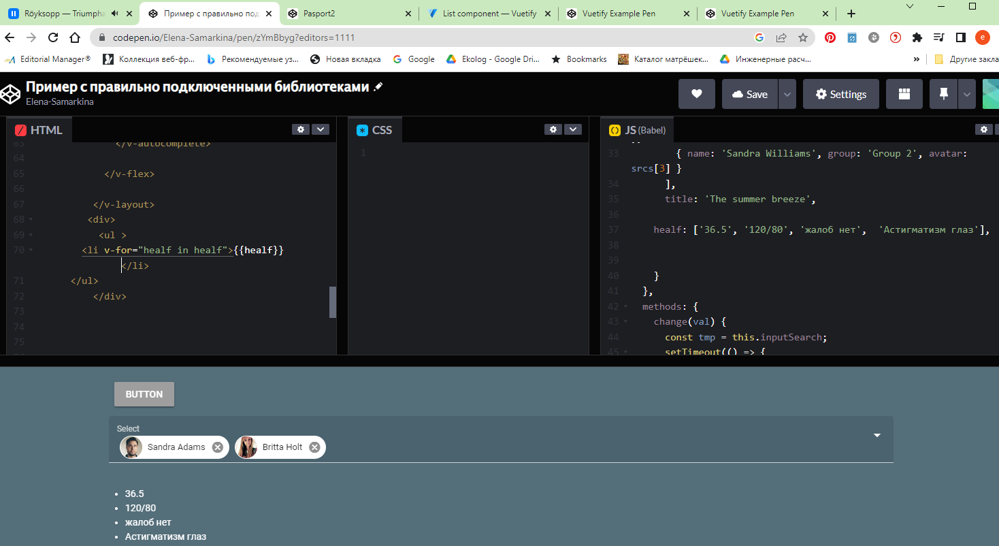 Röyksopp — Triumpha
Пример с правильно под
Pasport2
List component — Vuetify
Vuetify Example Pen
Vuetify Example Pen
codepen.io/Elena-Samarkina/pen/zYmBbyg?editors=1111
e
Editorial Manager®
Коллекция веб-фр...
Рекомендуемые уз...
Новая вкладка
Google
Ekolog - Google Dri...
Bookmarks
Каталог матрёшек...
Инженерные расч...
»
Другие закла
Пример с правильно подключенными библиотеками
Elena-Samarkina
Save
Settings
HTML
63 </v-autocomplete>
64
65 </v-flex>
66
67 </v-layout>
68 <div>
69 <ul >
70 <li v-for="healf in healf">{{healf}}
</li>
71 </ul>
72 </div>
73
74
75
CSS
1
JS (Babel)
33 { name: 'Sandra Williams', group: 'Group 2', avatar:
srcs[3] }
34 ],
35 title: 'The summer breeze',
36
37 healf: ['36.5', '120/80', 'жалоб нет', 'Астигматизм глаз'],
38
39
40 }
41 },
42 methods: {
43 change(val) {
44 const tmp = this.inputSearch;
45 setTimeout(() => {
BUTTON
Select
Sandra Adams
Britta Holt
• 36.5
• 120/80
• жалоб нет
• Астигматизм глаз